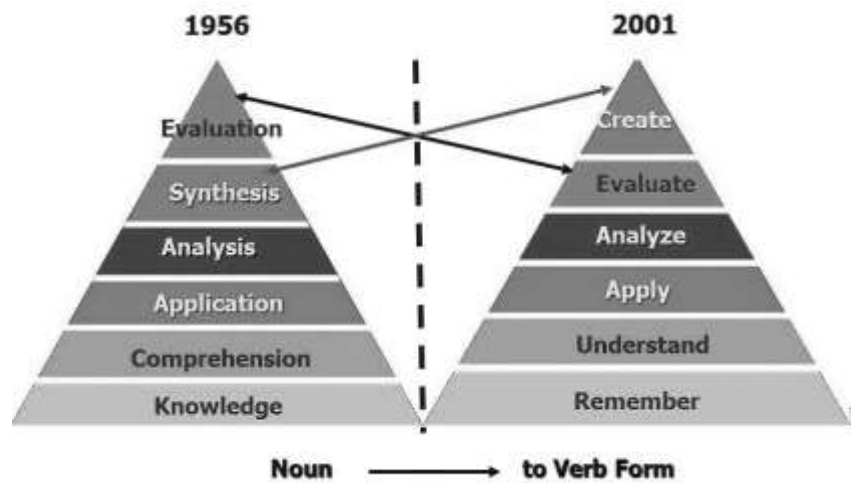 1956
Evaluation
Synthesis
Analysis
Application
Comprehension
Knowledge
2001
Create
Evaluate
Analyze
Apply
Understand
Remember
Noun to Verb Form